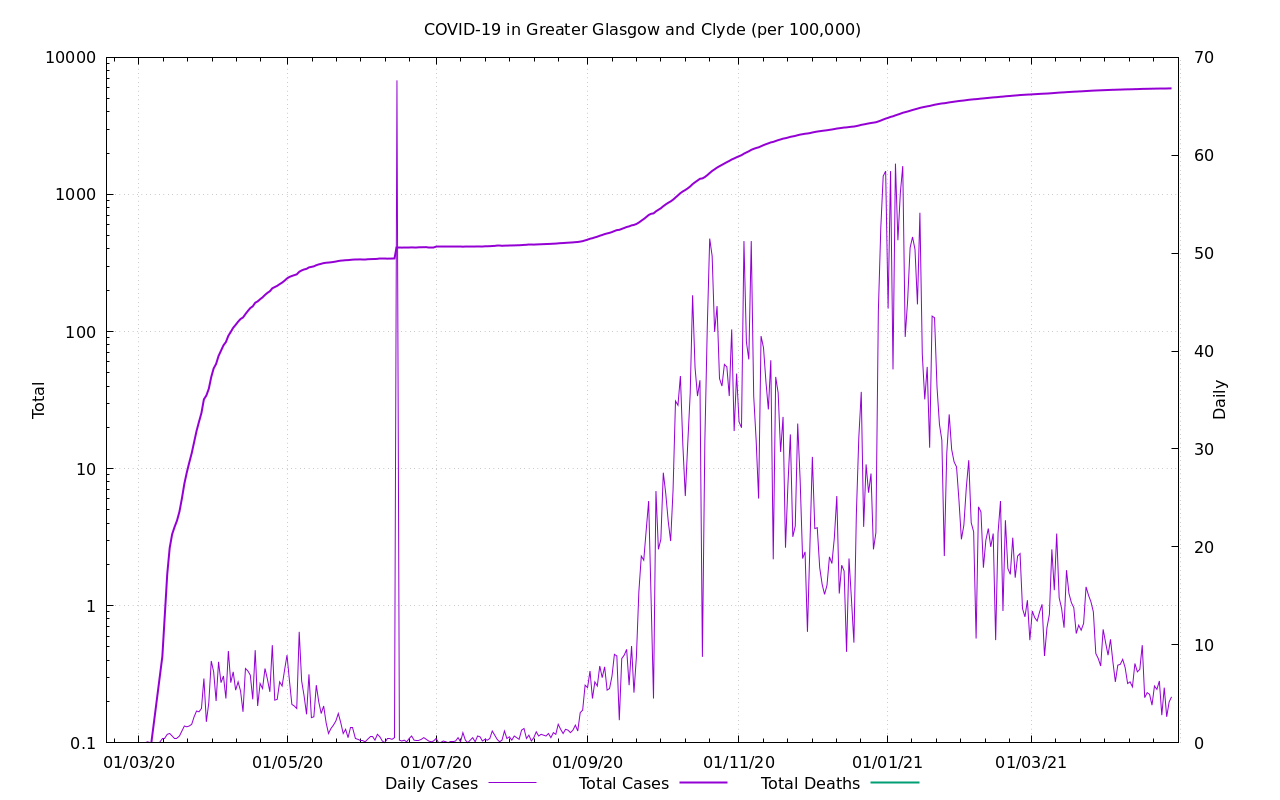 COVID-19 in Greater Glasgow and Clyde (per 100,000)
10000
1000
100
10
1
0.1
Total
70
60
50
40
30
20
10
0
Daily
01/03/20 01/05/20 01/07/20 01/09/20 01/11/20 01/01/21 01/03/21
Daily Cases Total Cases Total Deaths